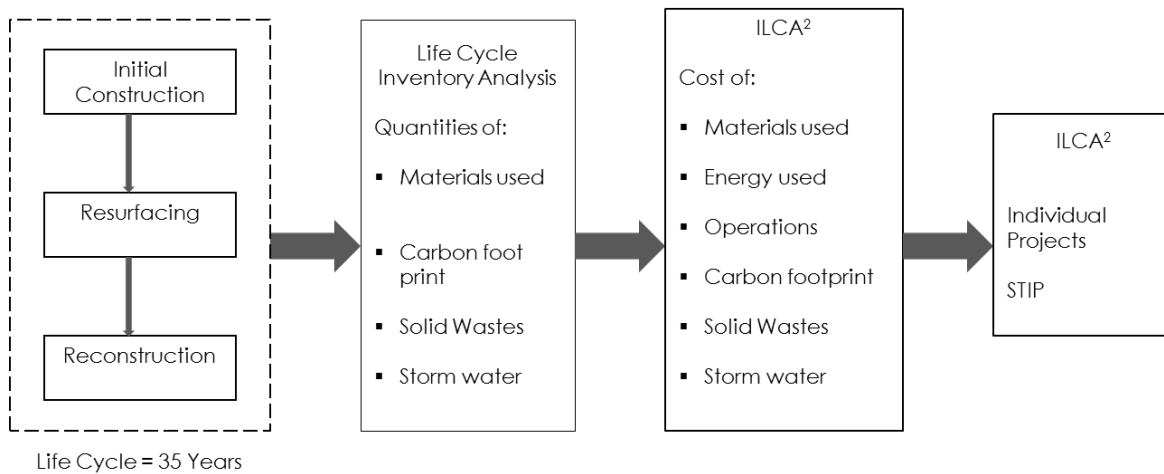 Initial
Construction
Resurfacing
Reconstruction
Life Cycle = 35 Years
Life Cycle
Inventory Analysis
Quantities of:
▪ Materials used
▪ Carbon foot
print
▪ Solid Wastes
▪ Storm water
ILCA²
Cost of:
▪ Materials used
▪ Energy used
▪ Operations
▪ Carbon footprint
▪ Solid Wastes
▪ Storm water
ILCA²
Individual
Projects
STIP